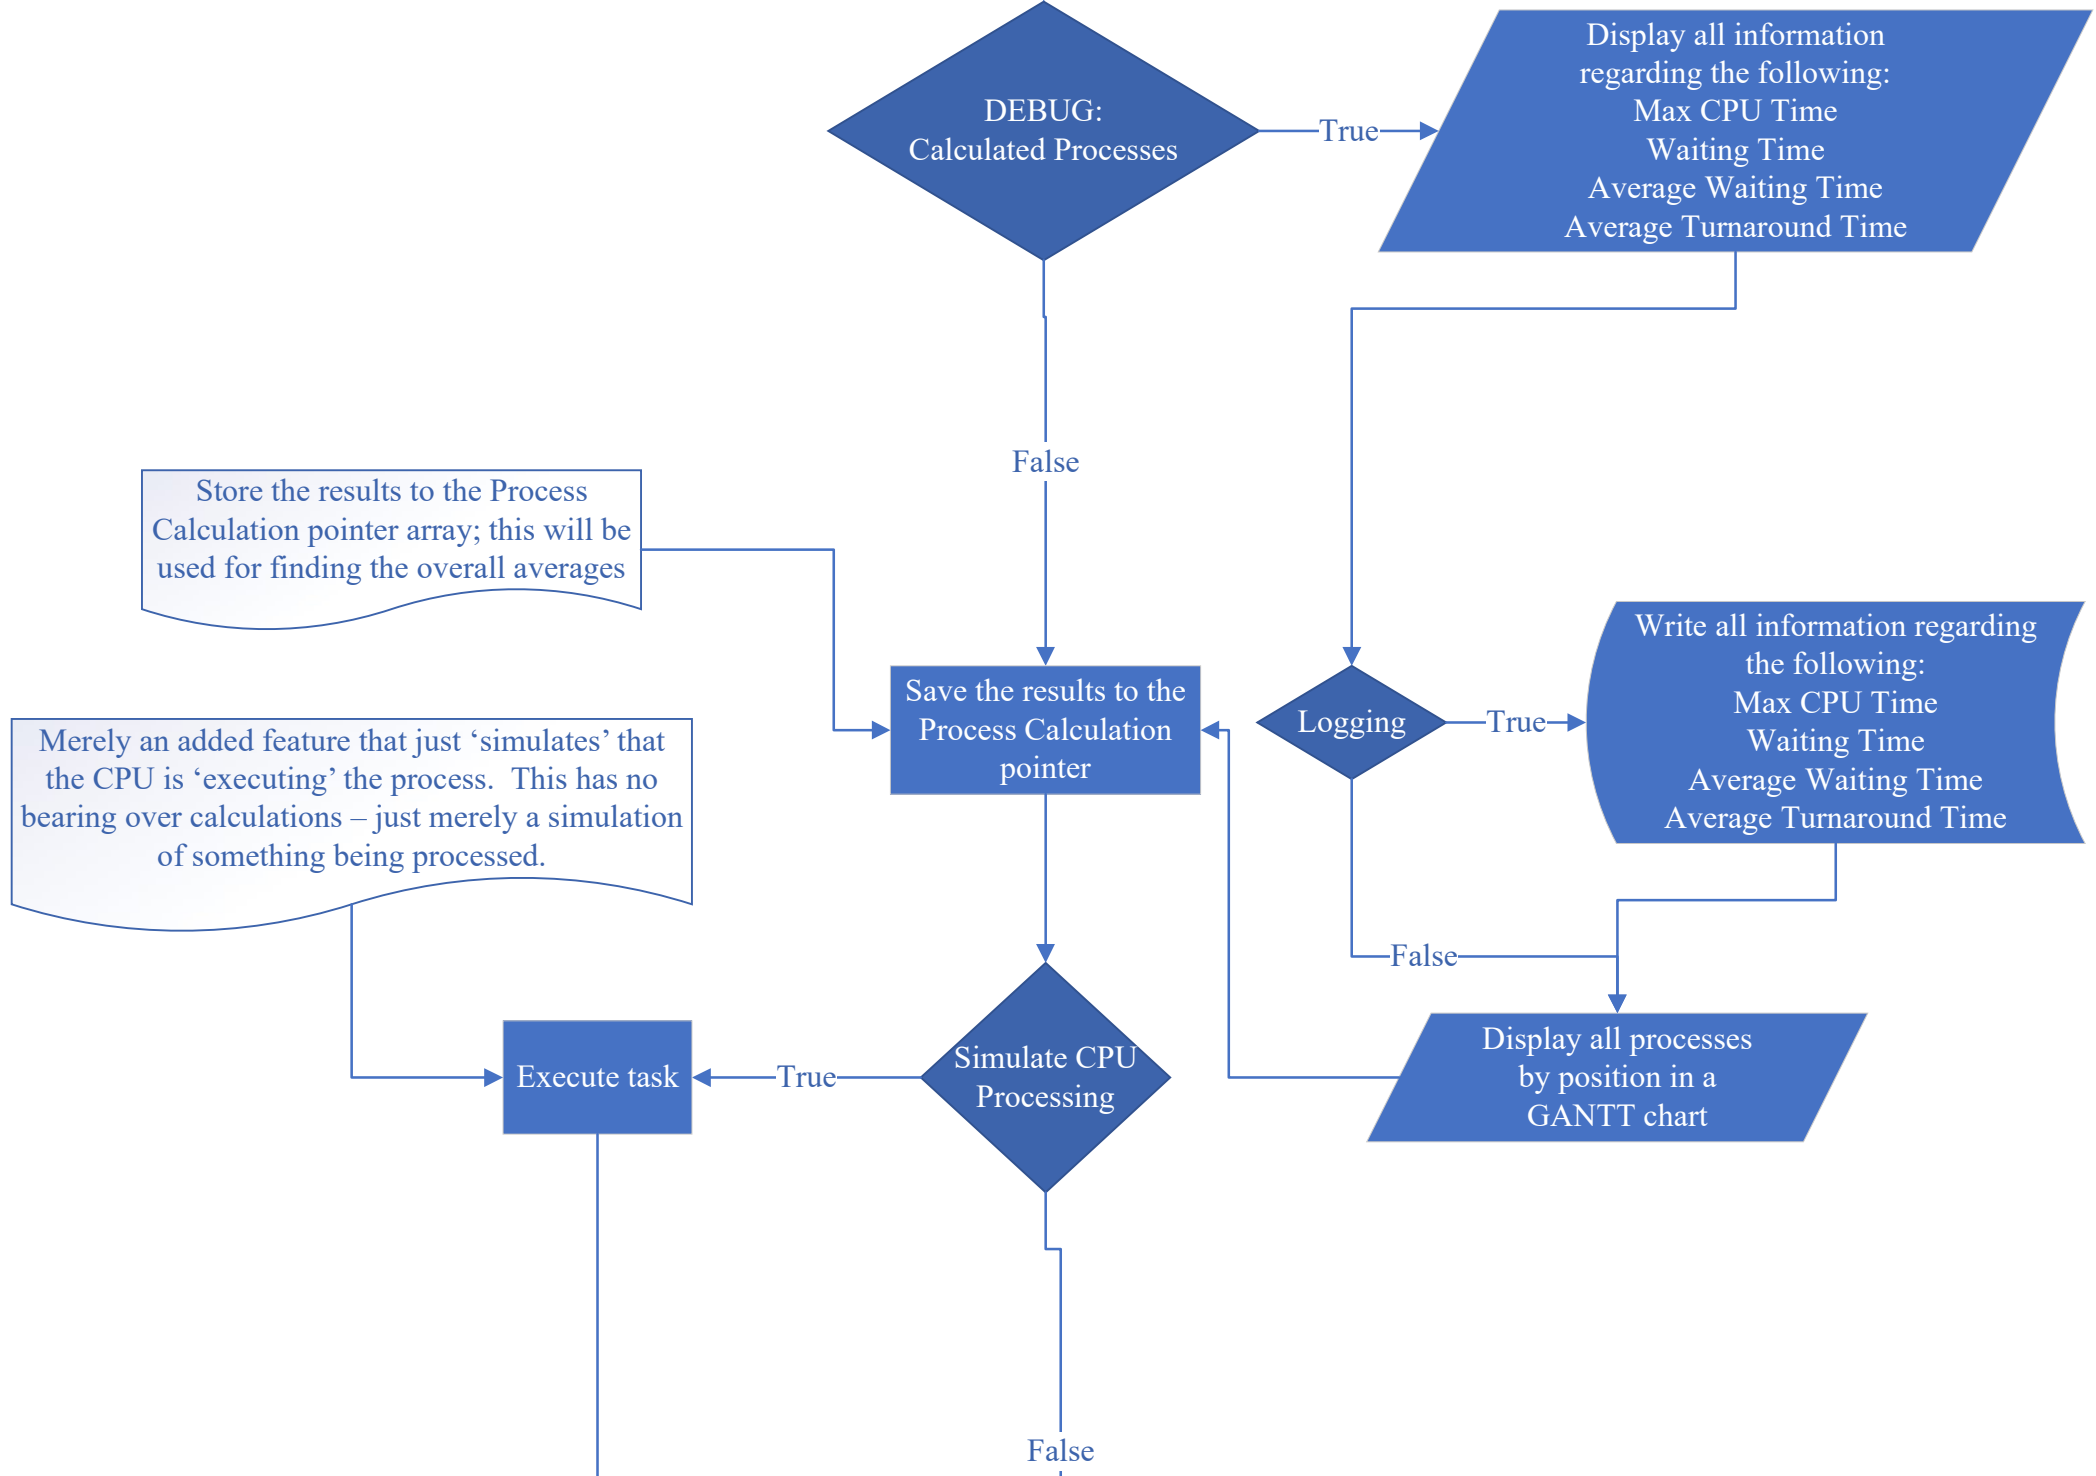 DEBUG:
Calculated Processes
True
Display all information
regarding the following:
Max CPU Time
Waiting Time
Average Waiting Time
Average Turnaround Time
False
Store the results to the Process
Calculation pointer array; this will be
used for finding the overall averages
Save the results to the
Process Calculation
pointer
Logging
True
Write all information regarding
the following:
Max CPU Time
Waiting Time
Average Waiting Time
Average Turnaround Time
Merely an added feature that just ‘simulates’ that
the CPU is ‘executing’ the process.  This has no
bearing over calculations – just merely a simulation
of something being processed.
False
Execute task
True
Simulate CPU
Processing
Display all processes
by position in a
GANTT chart
False